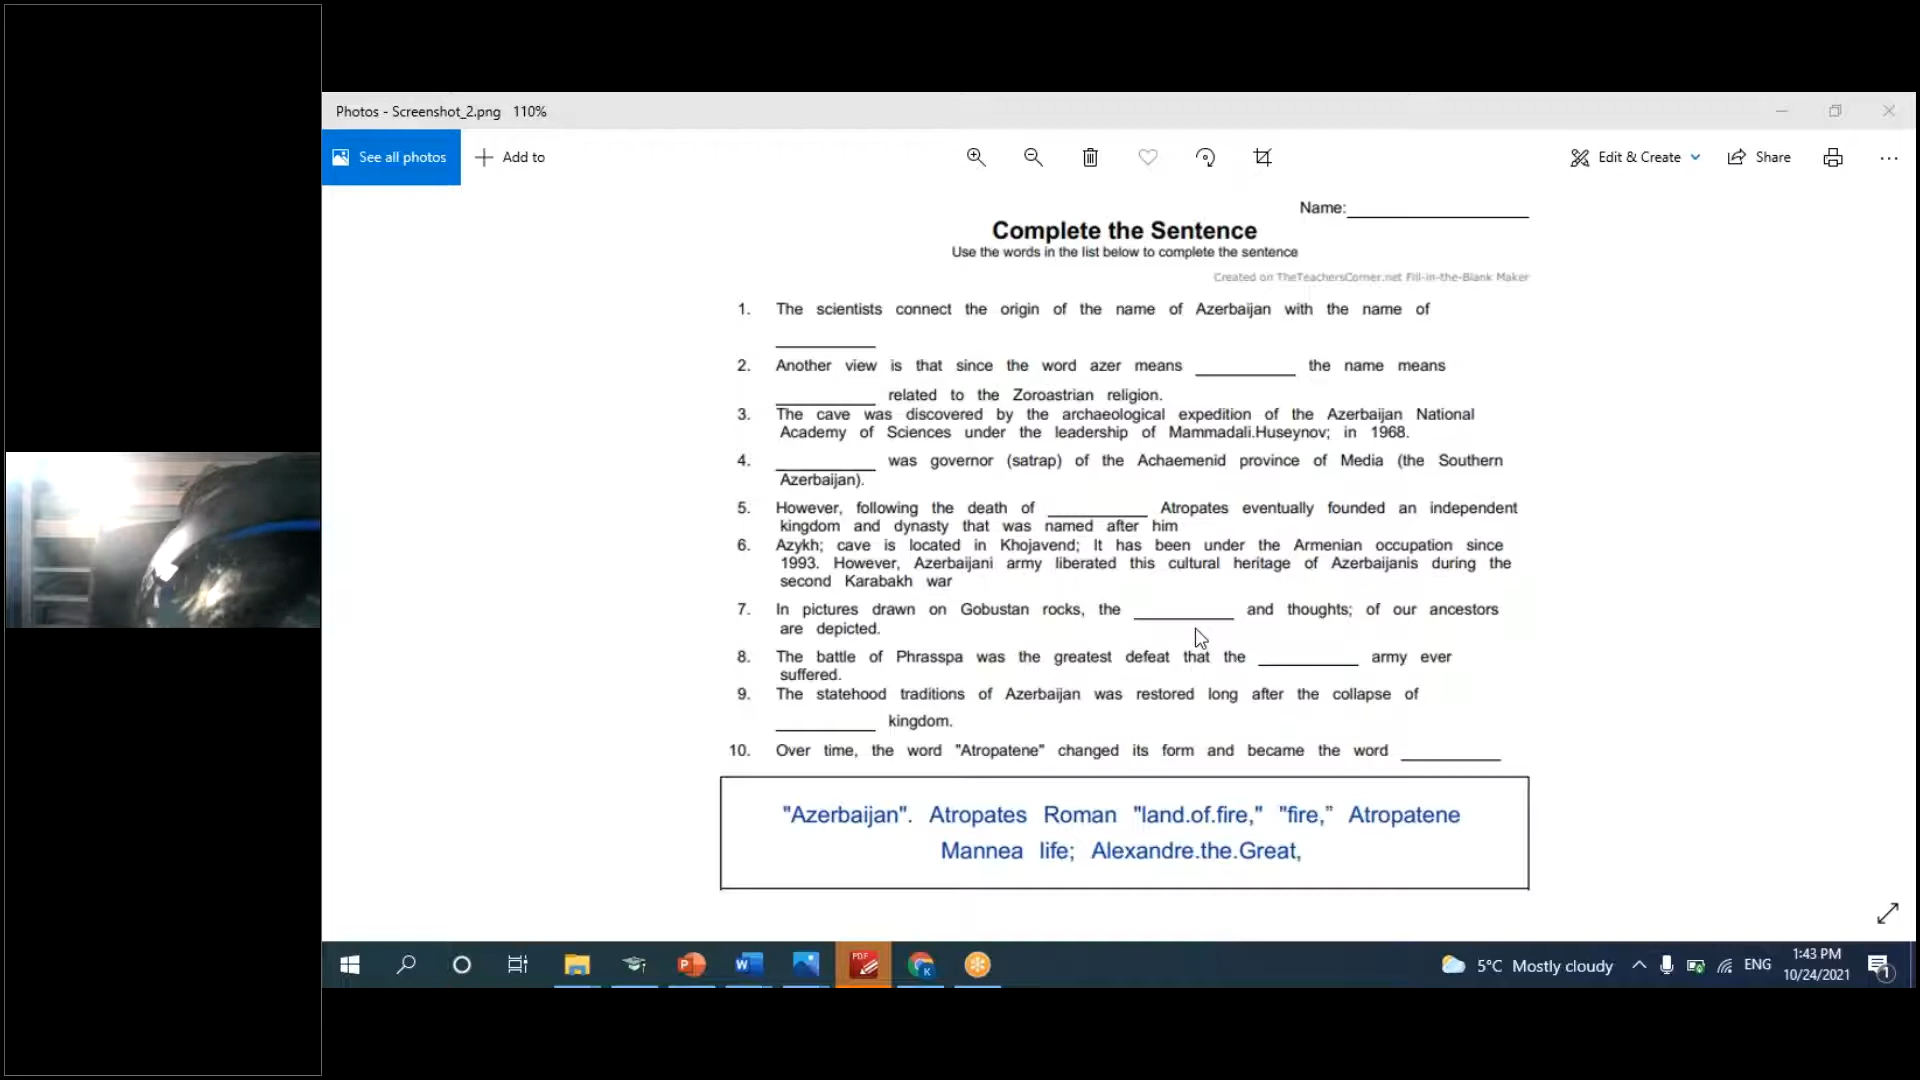 Photos - Screenshot_2.png 110%
See all photos
Add to
Edit & Create
Share
Name:
Complete the Sentence
Use the words in the list below to complete the sentence
Created on TheTeachersCorner.net Fill-in-the-Blank Maker
1. The scientists connect the origin of the name of Azerbaijan with the name of
__________
2. Another view is that since the word azer means __________ the name means
__________ related to the Zoroastrian religion.
3. The cave was discovered by the archaeological expedition of the Azerbaijan National
Academy of Sciences under the leadership of Mammadali.Huseynov; in 1968.
4. __________ was governor (satrap) of the Achaemenid province of Media (the Southern
Azerbaijan).
5. However, following the death of __________ Atropates eventually founded an independent
kingdom and dynasty that was named after him
6. Azykh; cave is located in Khojavend; It has been under the Armenian occupation since
1993. However, Azerbaijani army liberated this cultural heritage of Azerbaijanis during the
second Karabakh war
7. In pictures drawn on Gobustan rocks, the __________ and thoughts; of our ancestors
are depicted.
8. The battle of Phrasspa was the greatest defeat that the __________ army ever
suffered.
9. The statehood traditions of Azerbaijan was restored long after the collapse of
__________ kingdom.
10. Over time, the word "Atropatene" changed its form and became the word __________
"Azerbaijan". Atropates Roman "land.of.fire," "fire,” Atropatene
Mannea life; Alexandre.the.Great,
5°C Mostly cloudy
ENG
1:43 PM
10/24/2021
1